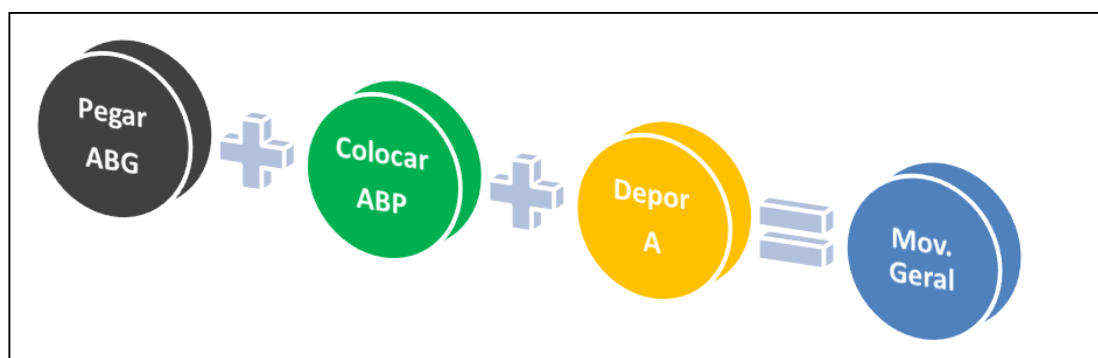 Pegar
ABG
Colocar
ABP
Depor
A
Mov.
Geral